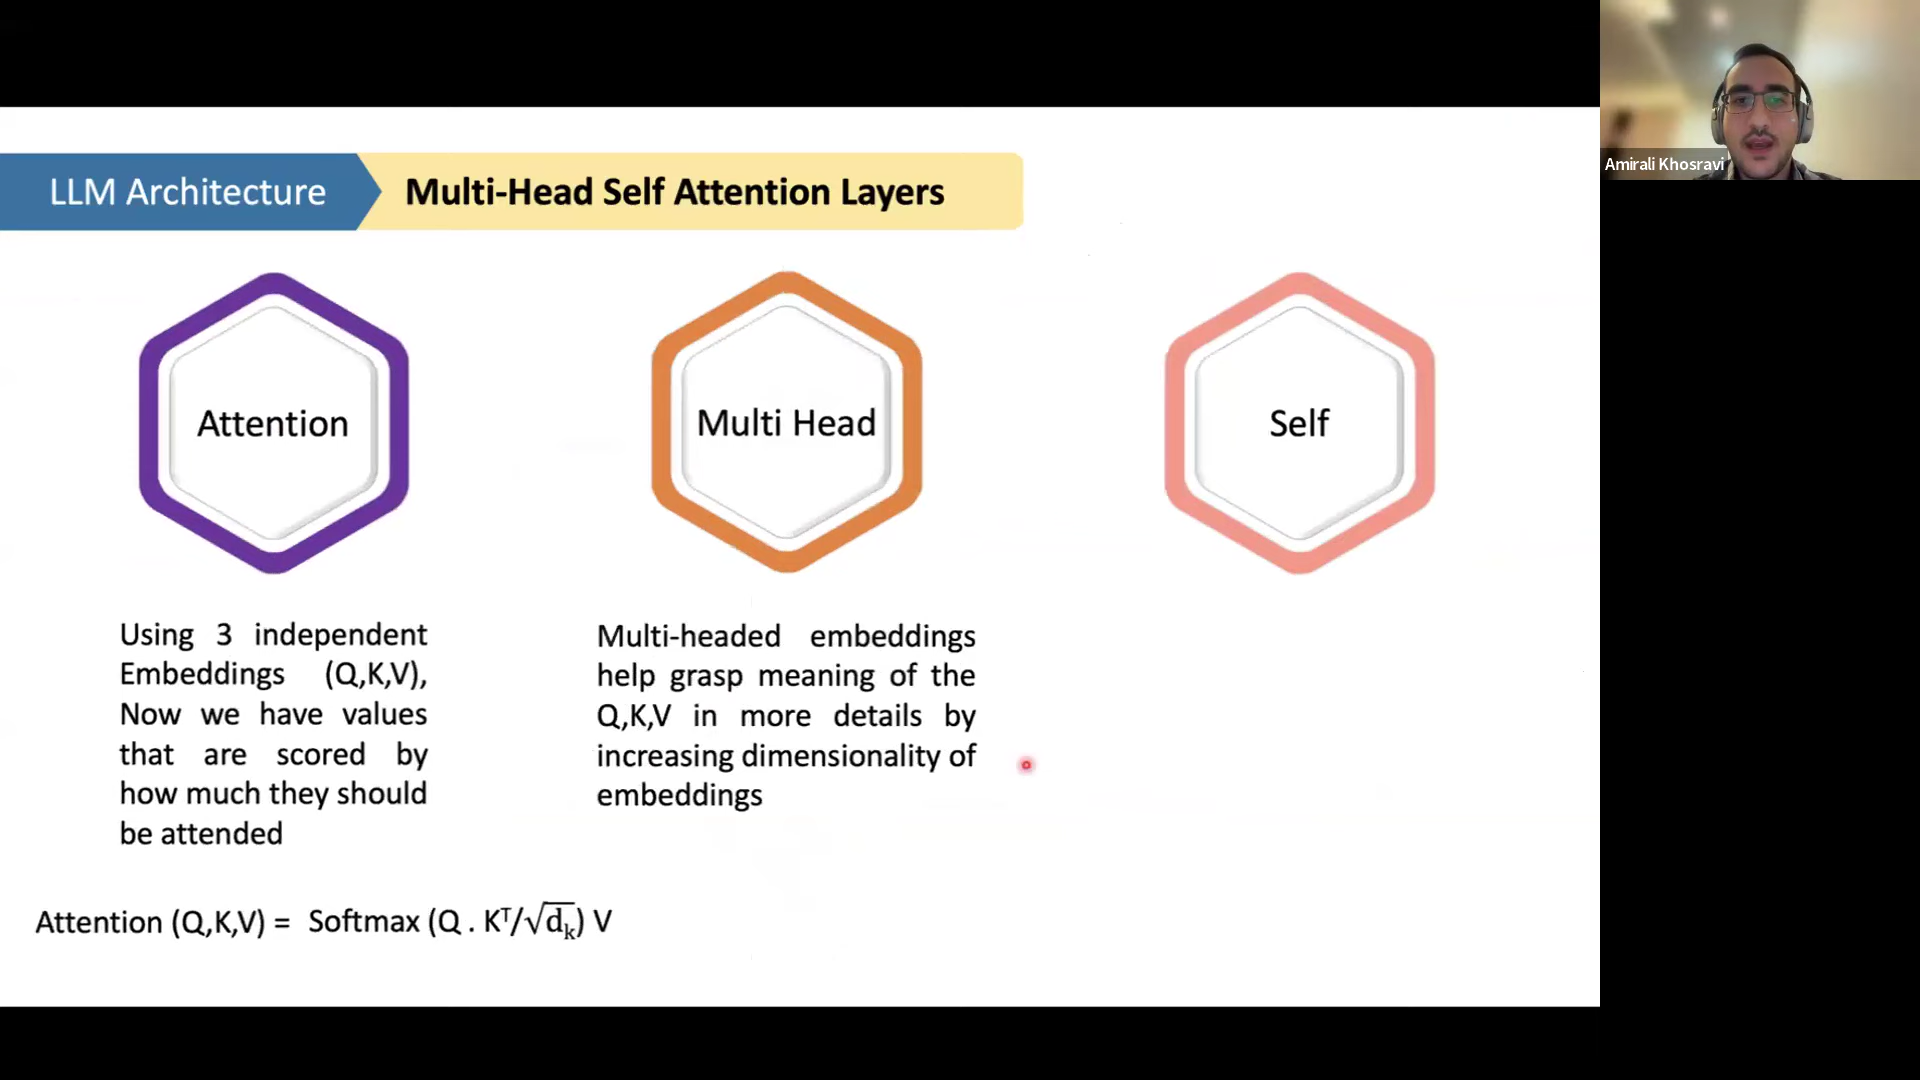 LLM Architecture
Multi-Head Self Attention Layers
Amirali Khosravi
Attention
Multi Head
Self
Using 3 independent
Embeddings (Q,K,V),
Now we have values
that are scored by
how much they should
be attended
Multi-headed embeddings
help grasp meaning of the
Q,K,V in more details by
increasing dimensionality of
embeddings
Attention (Q,K,V) = Softmax (Q . Kᵀ/√dₖ) V